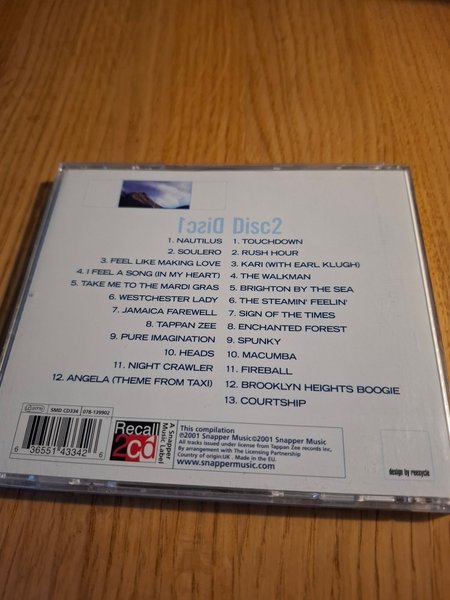 Disc1
1. NAUTILUS
2. SOULERO
3. FEEL LIKE MAKING LOVE
4. I FEEL A SONG (IN MY HEART)
5. TAKE ME TO THE MARDI GRAS
6. WESTCHESTER LADY
7. JAMAICA FAREWELL
8. TAPPAN ZEE
9. PURE IMAGINATION
10. HEADS
11. NIGHT CRAWLER
12. ANGELA (THEME FROM TAXI)
Disc2
1. TOUCHDOWN
2. RUSH HOUR
3. KARI (WITH EARL KLUGH)
4. THE WALKMAN
5. BRIGHTON BY THE SEA
6. THE STEAMIN' FEELIN'
7. SIGN OF THE TIMES
8. ENCHANTED FOREST
9. SPUNKY
10. MACUMBA
11. FIREBALL
12. BROOKLYN HEIGHTS BOOGIE
13. COURTSHIP
SMD CD334
078-139902
6 36551 43342 6
Recall
2cd
A Snapper
Music Label
This compilation
℗2001 Snapper Music©2001 Snapper Music
All tracks issued under license from Tappan Zee records inc,
By arrangement with The Licensing Partnership
Country of origin:UK . Made in the EU.
www.snappermusic.com